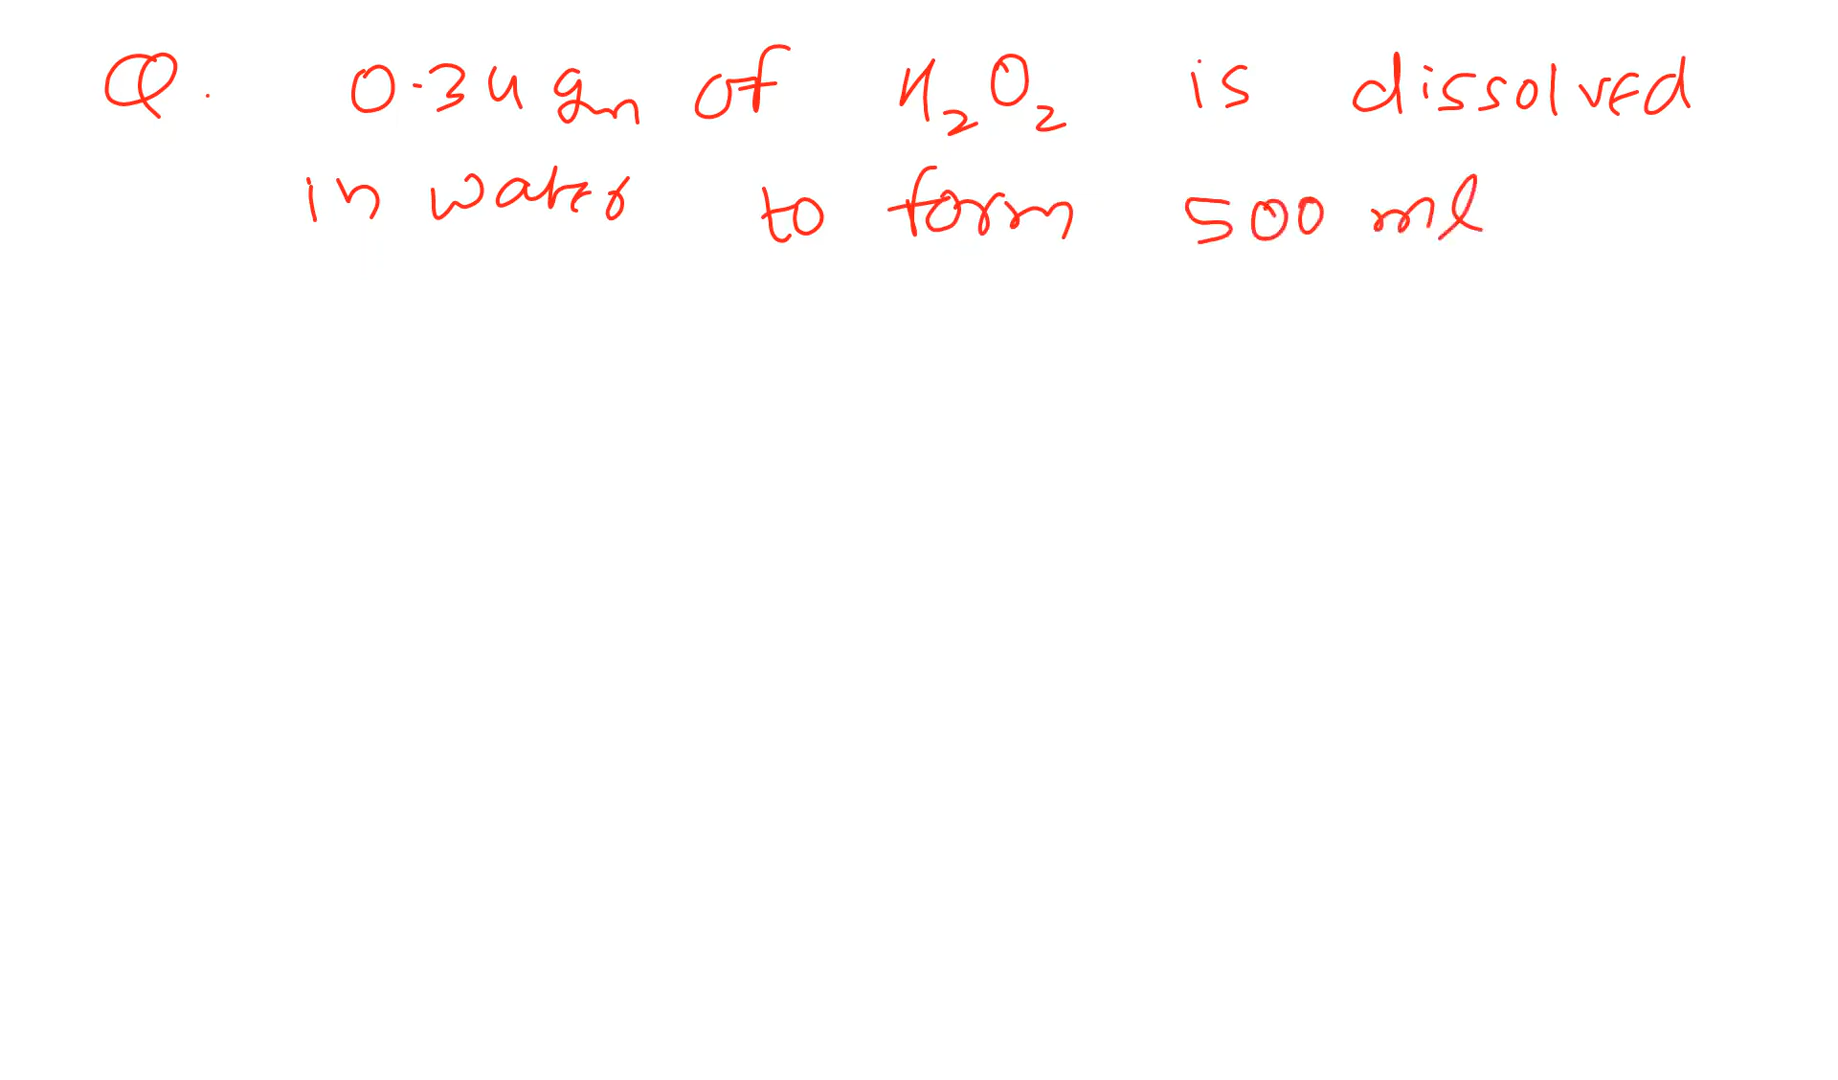 Q. 0.34 gm of H₂O₂ is dissolved
in water to form 500 ml